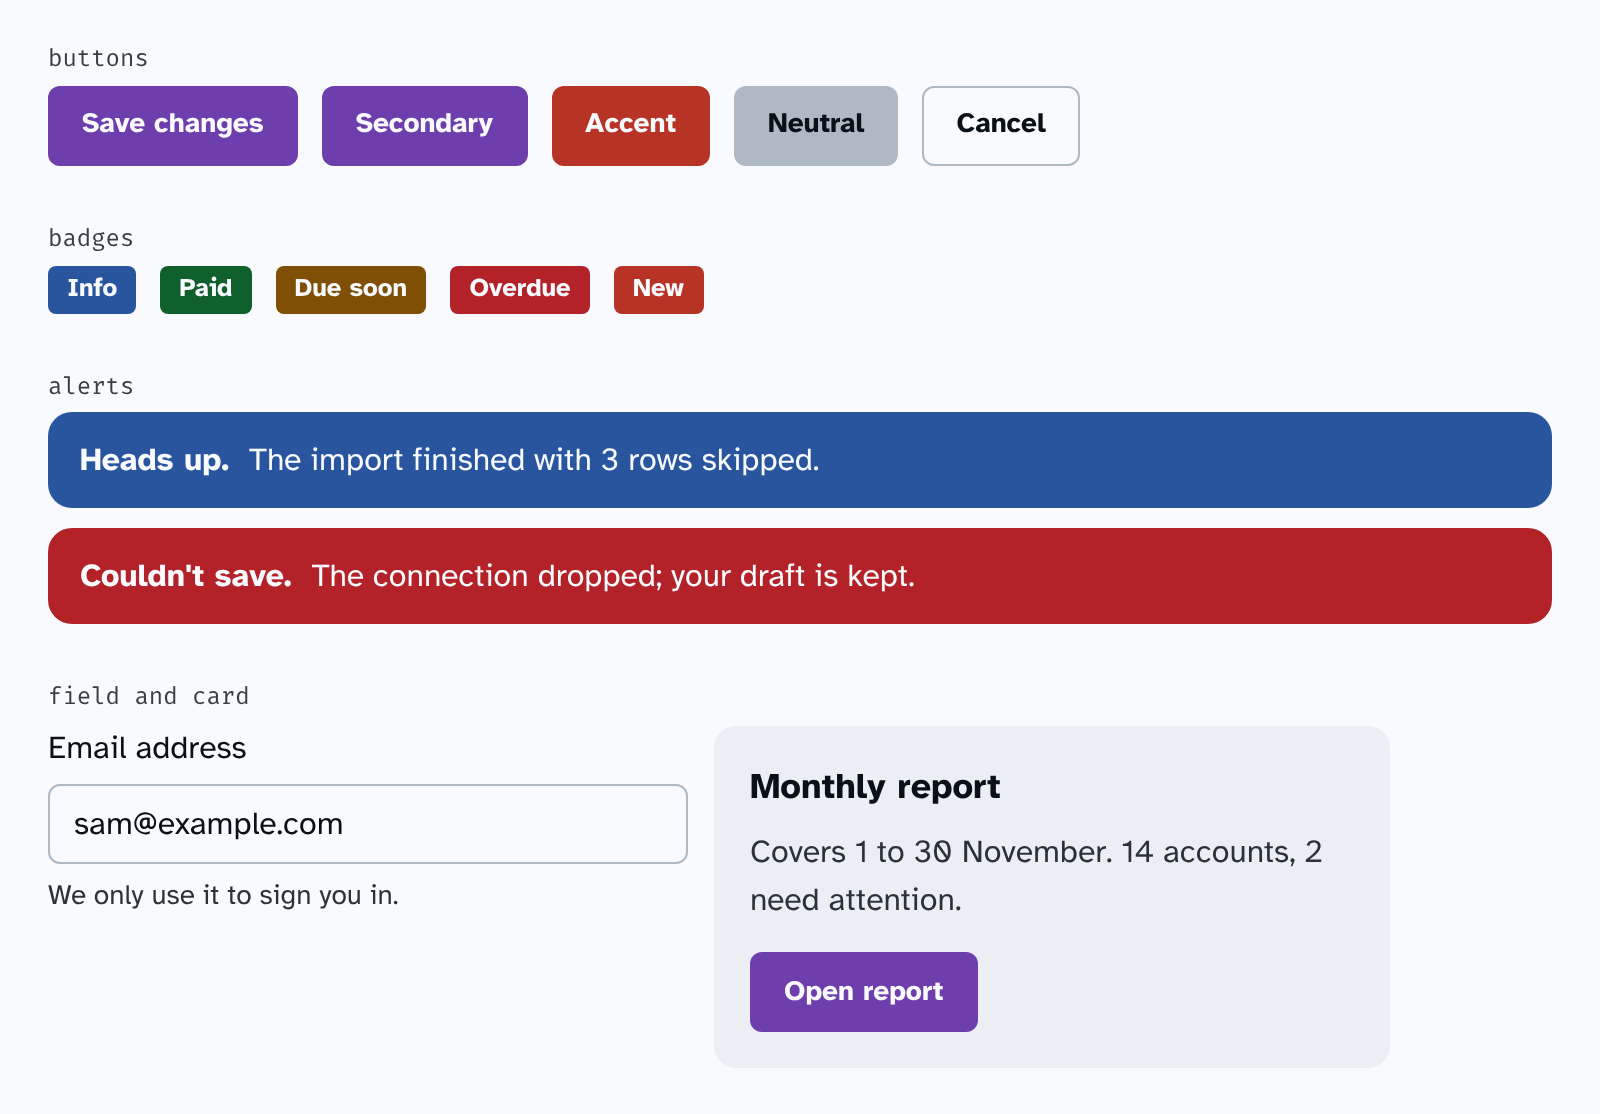 buttons
Save changes
Secondary
Accent
Neutral
Cancel
badges
Info
Paid
Due soon
Overdue
New
alerts
Heads up. The import finished with 3 rows skipped.
Couldn't save. The connection dropped; your draft is kept.
field and card
Email address
sam@example.com
We only use it to sign you in.
Monthly report
Covers 1 to 30 November. 14 accounts, 2
need attention.
Open report